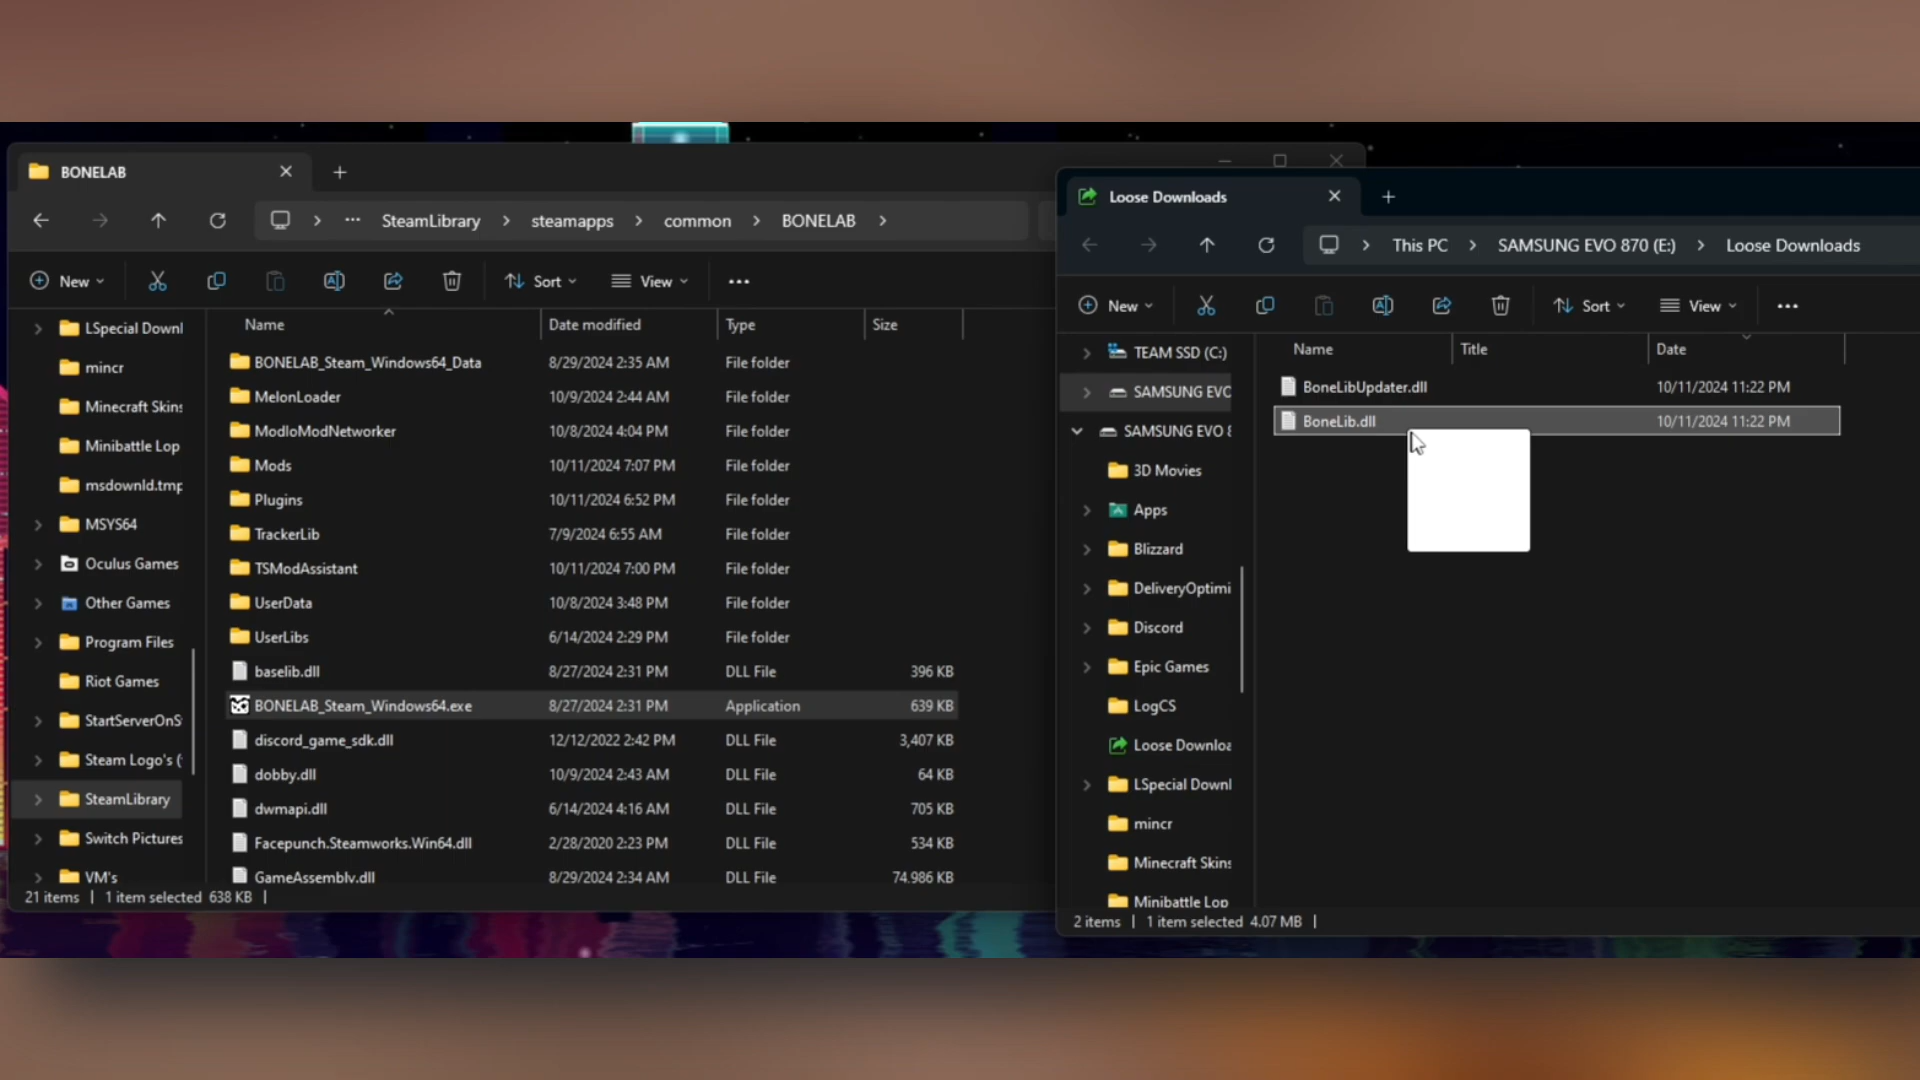 BONELAB
SteamLibrary > steamapps > common > BONELAB >
New Sort View
LSpecial Downl
mincr
Minecraft Skins
Minibattle Lop
msdownld.tmp
MSYS64
Oculus Games
Other Games
Program Files
Riot Games
StartServerOnS
Steam Logo's (
SteamLibrary
Switch Pictures
VM's
Name Date modified Type Size
BONELAB_Steam_Windows64_Data 8/29/2024 2:35 AM File folder
MelonLoader 10/9/2024 2:44 AM File folder
ModIoModNetworker 10/8/2024 4:04 PM File folder
Mods 10/11/2024 7:07 PM File folder
Plugins 10/11/2024 6:52 PM File folder
TrackerLib 7/9/2024 6:55 AM File folder
TSModAssistant 10/11/2024 7:00 PM File folder
UserData 10/8/2024 3:48 PM File folder
UserLibs 6/14/2024 2:29 PM File folder
baselib.dll 8/27/2024 2:31 PM DLL File 396 KB
BONELAB_Steam_Windows64.exe 8/27/2024 2:31 PM Application 639 KB
discord_game_sdk.dll 12/12/2022 2:42 PM DLL File 3,407 KB
dobby.dll 10/9/2024 2:43 AM DLL File 64 KB
dwmapi.dll 6/14/2024 4:16 AM DLL File 705 KB
Facepunch.Steamworks.Win64.dll 2/28/2020 2:23 PM DLL File 534 KB
GameAssembly.dll 8/29/2024 2:34 AM DLL File 74,986 KB
21 items | 1 item selected 638 KB |
Loose Downloads
This PC > SAMSUNG EVO 870 (E:) > Loose Downloads
New Sort View
TEAM SSD (C:)
SAMSUNG EVO
SAMSUNG EVO 8
3D Movies
Apps
Blizzard
DeliveryOptimi
Discord
Epic Games
LogCS
Loose Downloa
LSpecial Downl
mincr
Minecraft Skins
Minibattle Lop
Name Title Date
BoneLibUpdater.dll 10/11/2024 11:22 PM
BoneLib.dll 10/11/2024 11:22 PM
2 items | 1 item selected 4.07 MB |